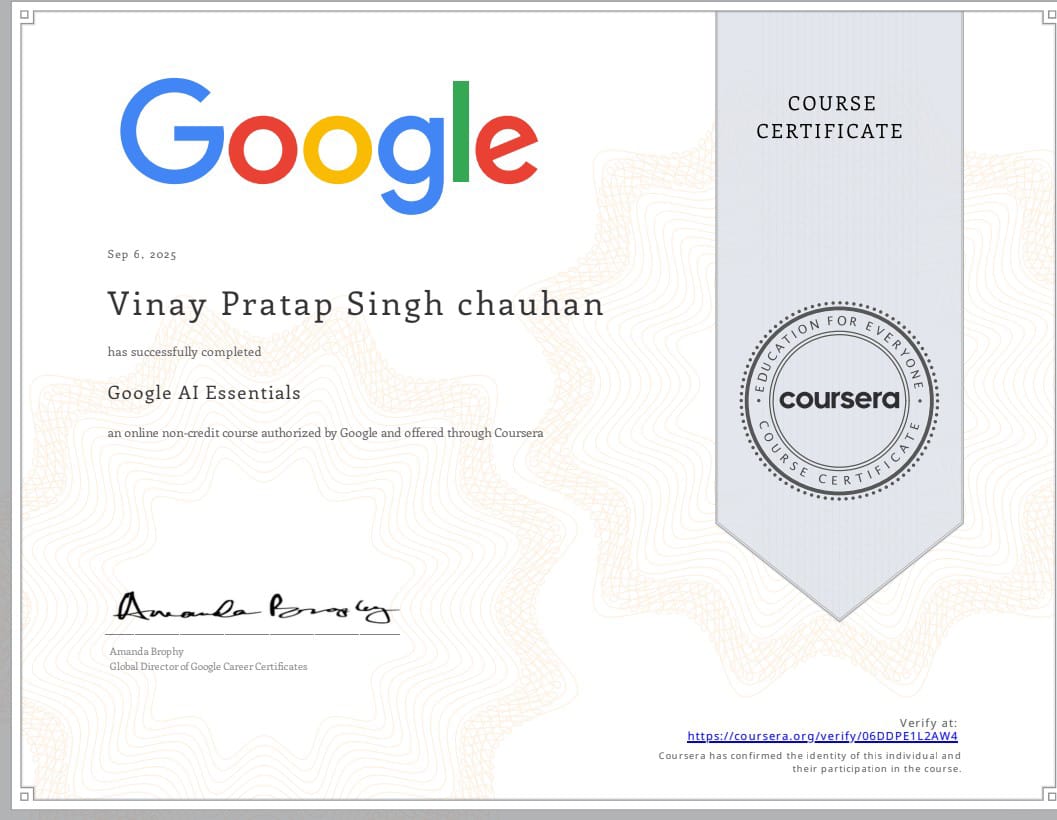 Google
COURSE
CERTIFICATE
Sep 6, 2025
Vinay Pratap Singh chauhan
has successfully completed
Google AI Essentials
an online non-credit course authorized by Google and offered through Coursera
EDUCATION FOR EVERYONE
coursera
COURSE CERTIFICATE
Amanda Brophy
Amanda Brophy
Global Director of Google Career Certificates
Verify at:
https://coursera.org/verify/06DDPE1L2AW4
Coursera has confirmed the identity of this individual and
their participation in the course.